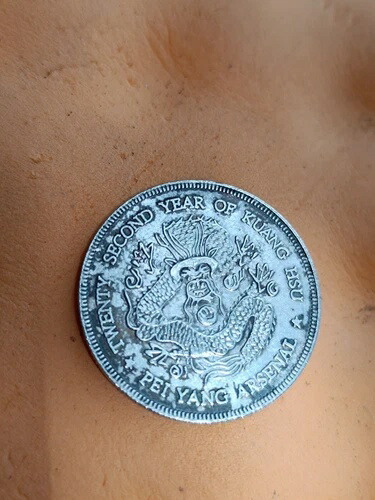 TWENTY SECOND YEAR OF KUANG HSU
PEI YANG ARSENAL